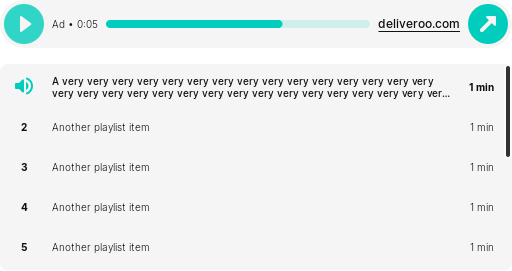 Ad • 0:05
deliveroo.com
A very very very very very very very very very very very very very very very
very very very very very very very very very very very very very very very ver...
1 min
2 Another playlist item 1 min
3 Another playlist item 1 min
4 Another playlist item 1 min
5 Another playlist item 1 min